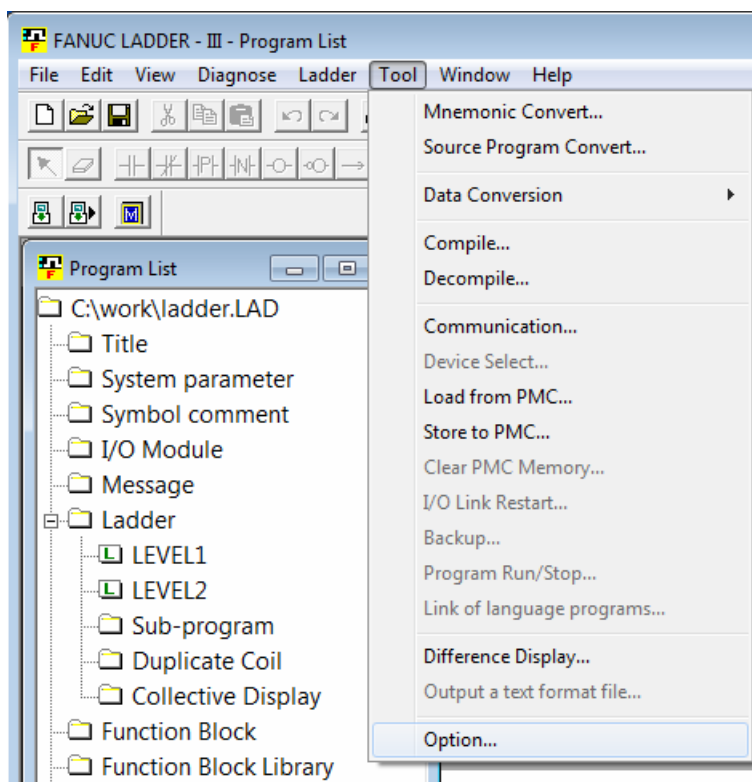 FANUC LADDER - III - Program List
File Edit View Diagnose Ladder Tool Window Help
Mnemonic Convert...
Source Program Convert...
Data Conversion
Compile...
Decompile...
Communication...
Device Select...
Load from PMC...
Store to PMC...
Clear PMC Memory...
I/O Link Restart...
Backup...
Program Run/Stop...
Link of language programs...
Difference Display...
Output a text format file...
Option...
Program List
C:\work\ladder.LAD
Title
System parameter
Symbol comment
I/O Module
Message
Ladder
L LEVEL1
L LEVEL2
Sub-program
Duplicate Coil
Collective Display
Function Block
Function Block Library